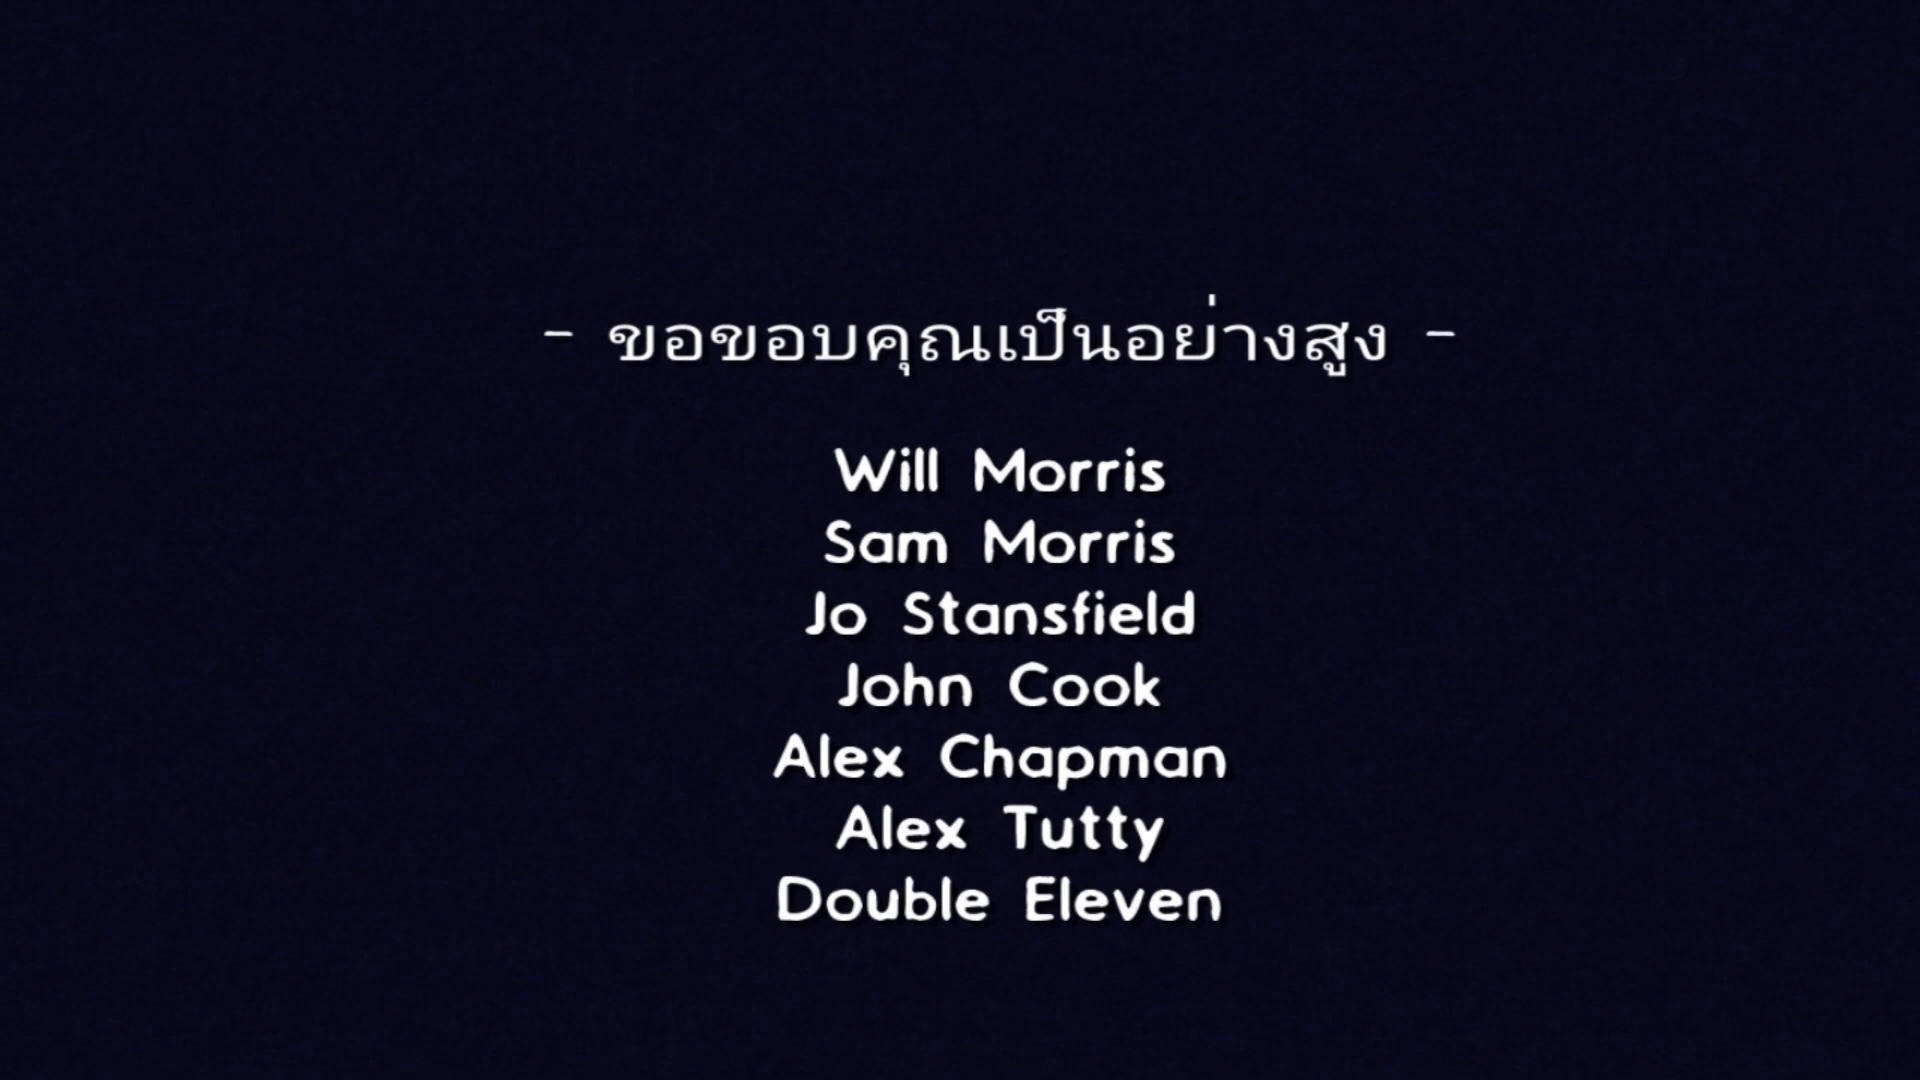 - ขอขอบคุณเป็นอย่างสูง -
Will Morris
Sam Morris
Jo Stansfield
John Cook
Alex Chapman
Alex Tutty
Double Eleven